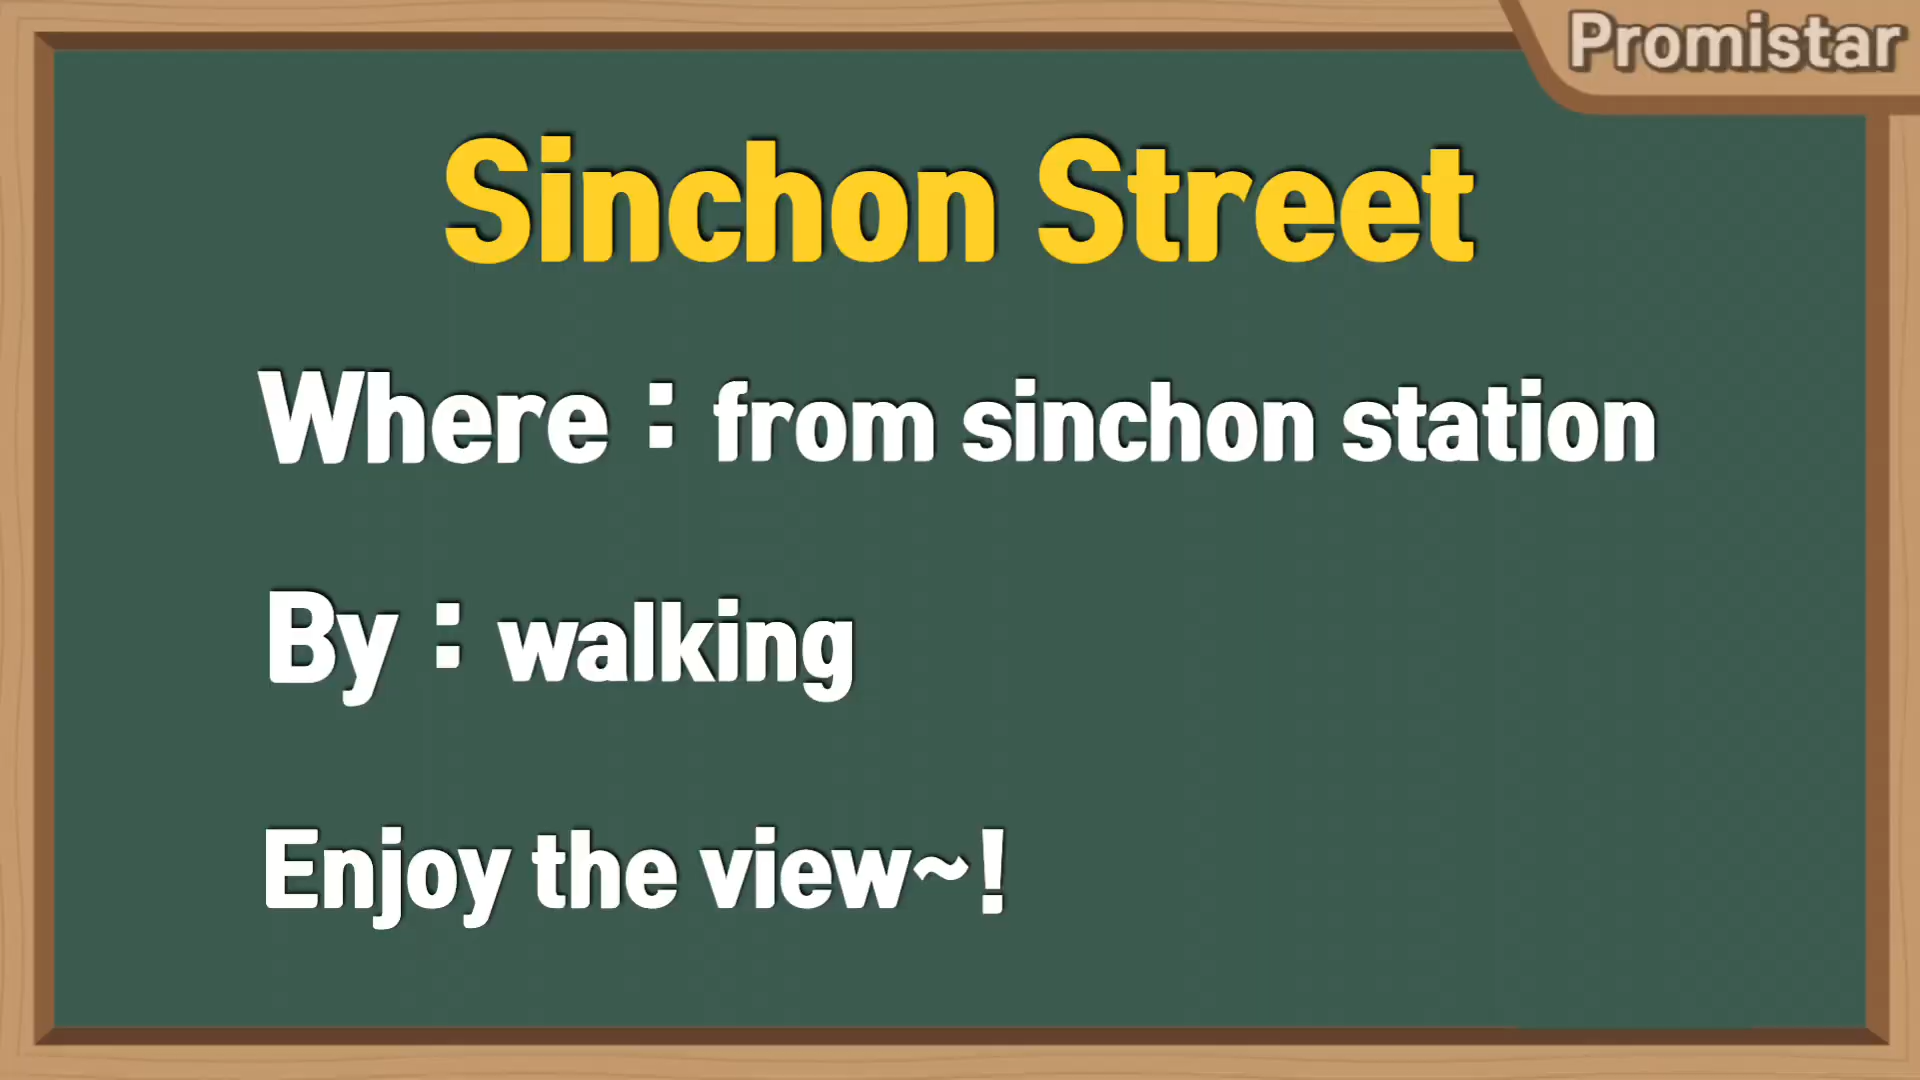 Promistar
Sinchon Street
Where : from sinchon station
By : walking
Enjoy the view~!